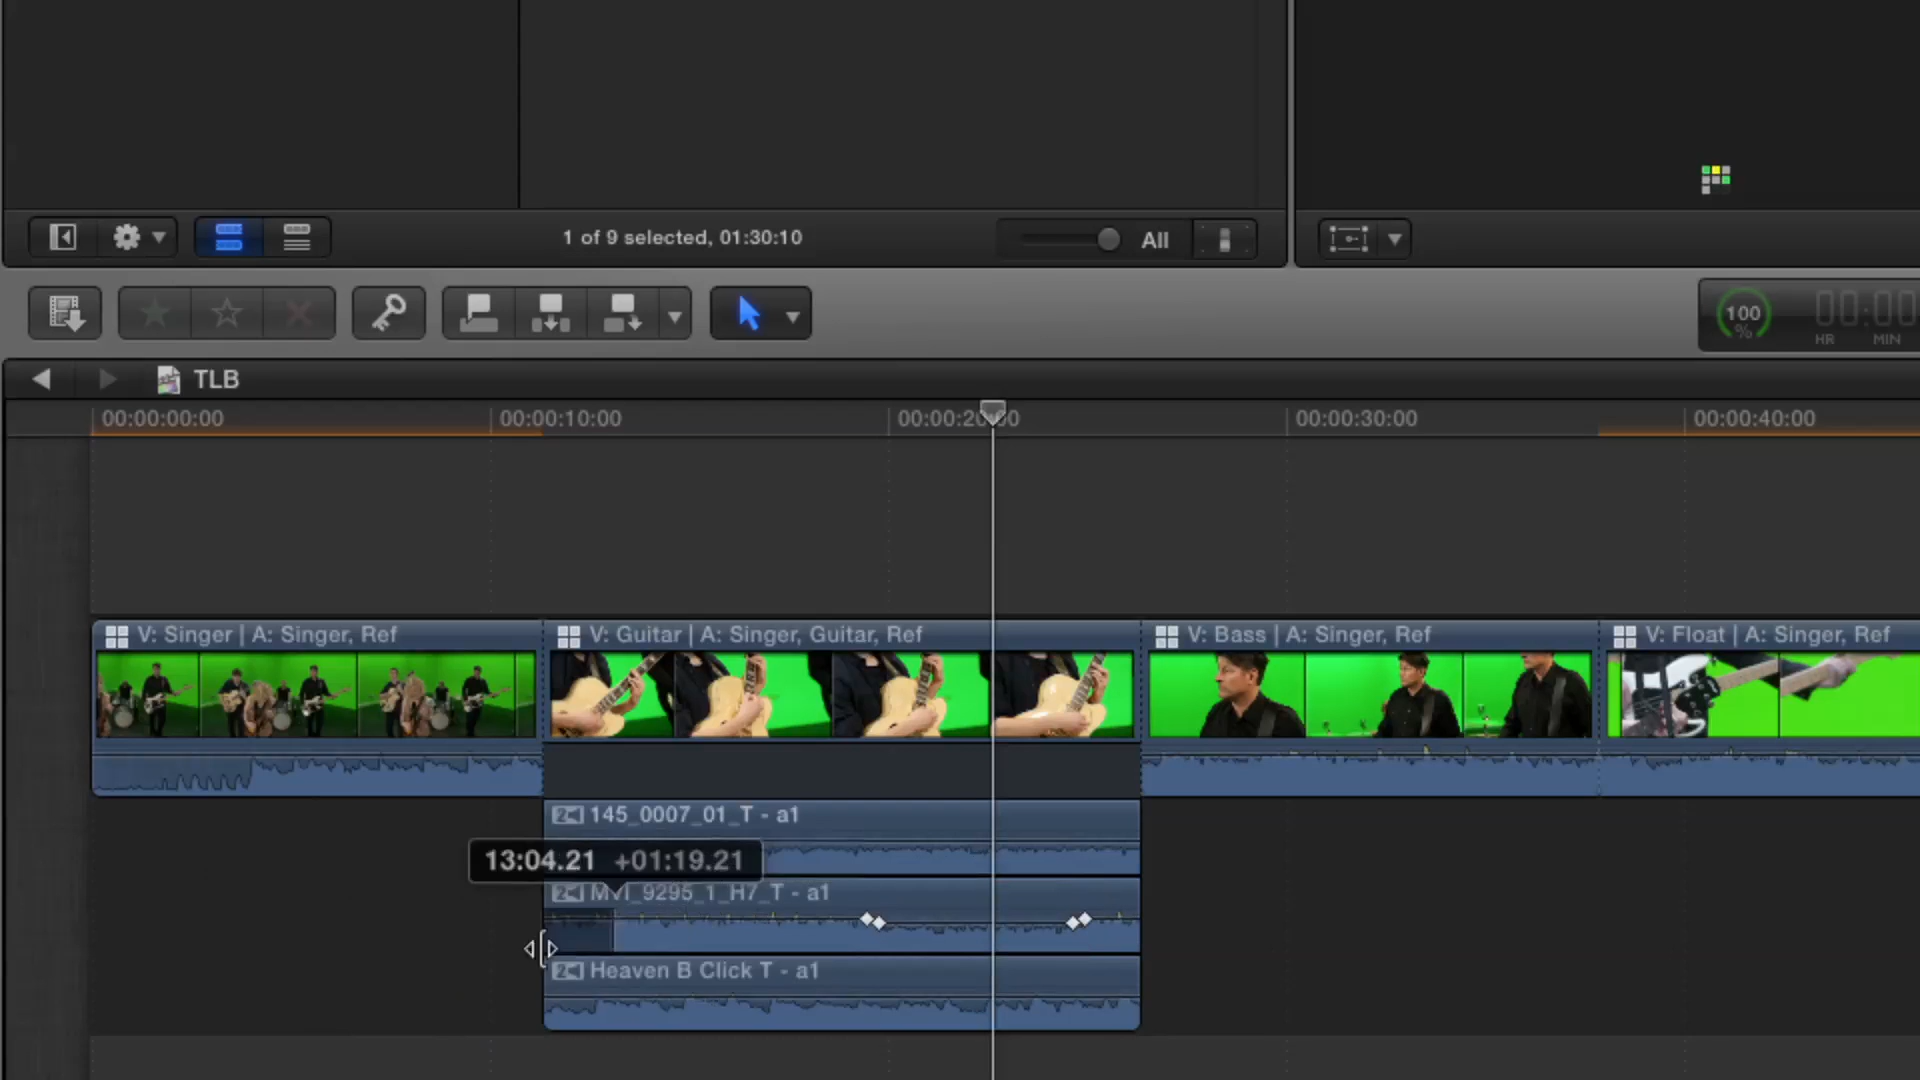 1 of 9 selected, 01:30:10
All
100
%
00:00
HR MIN
TLB
00:00:00:00 00:00:10:00 00:00:20:00 00:00:30:00 00:00:40:00
V: Singer | A: Singer, Ref
V: Guitar | A: Singer, Guitar, Ref
V: Bass | A: Singer, Ref
V: Float | A: Singer, Ref
145_0007_01_T - a1
13:04.21 +01:19.21
MVI_9295_1_H7_T - a1
Heaven B Click T - a1